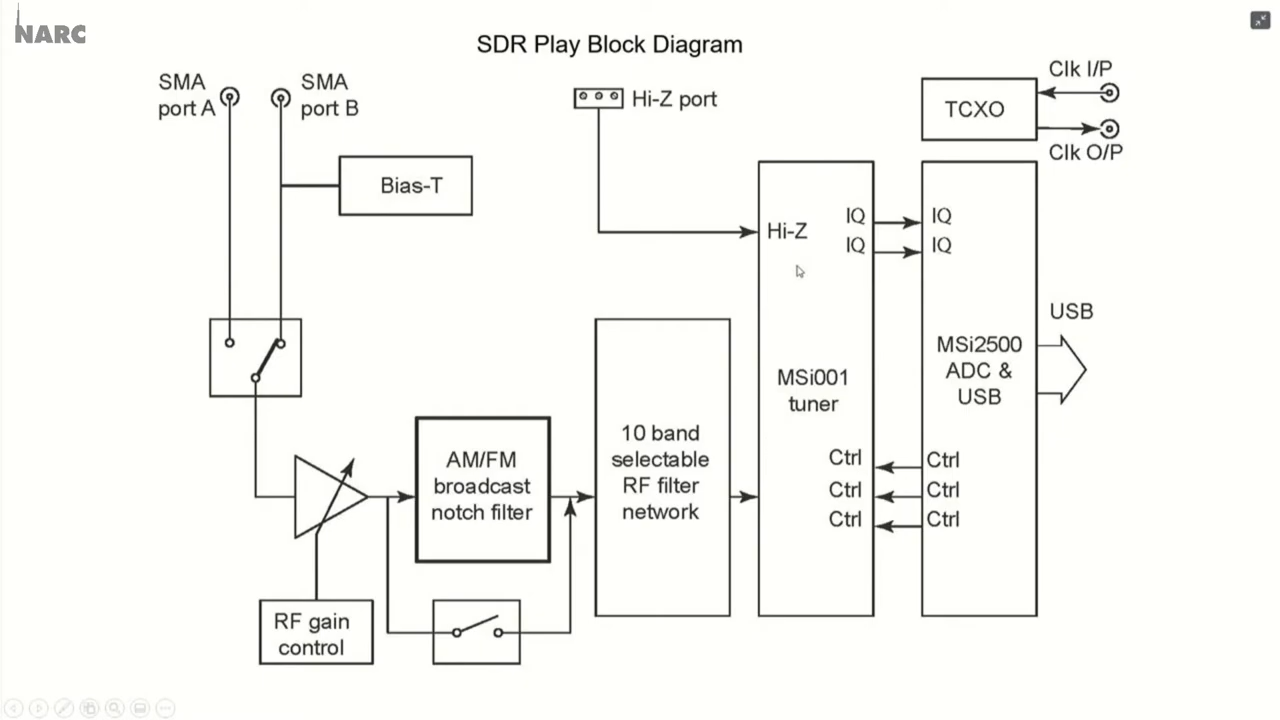 NARC
SDR Play Block Diagram
SMA
port A
SMA
port B
Hi-Z port
Clk I/P
TCXO
Clk O/P
Bias-T
Hi-Z
IQ
IQ
IQ
IQ
USB
MSi2500
ADC &
USB
MSi001
tuner
10 band
selectable
RF filter
network
AM/FM
broadcast
notch filter
Ctrl
Ctrl
Ctrl
Ctrl
Ctrl
Ctrl
RF gain
control